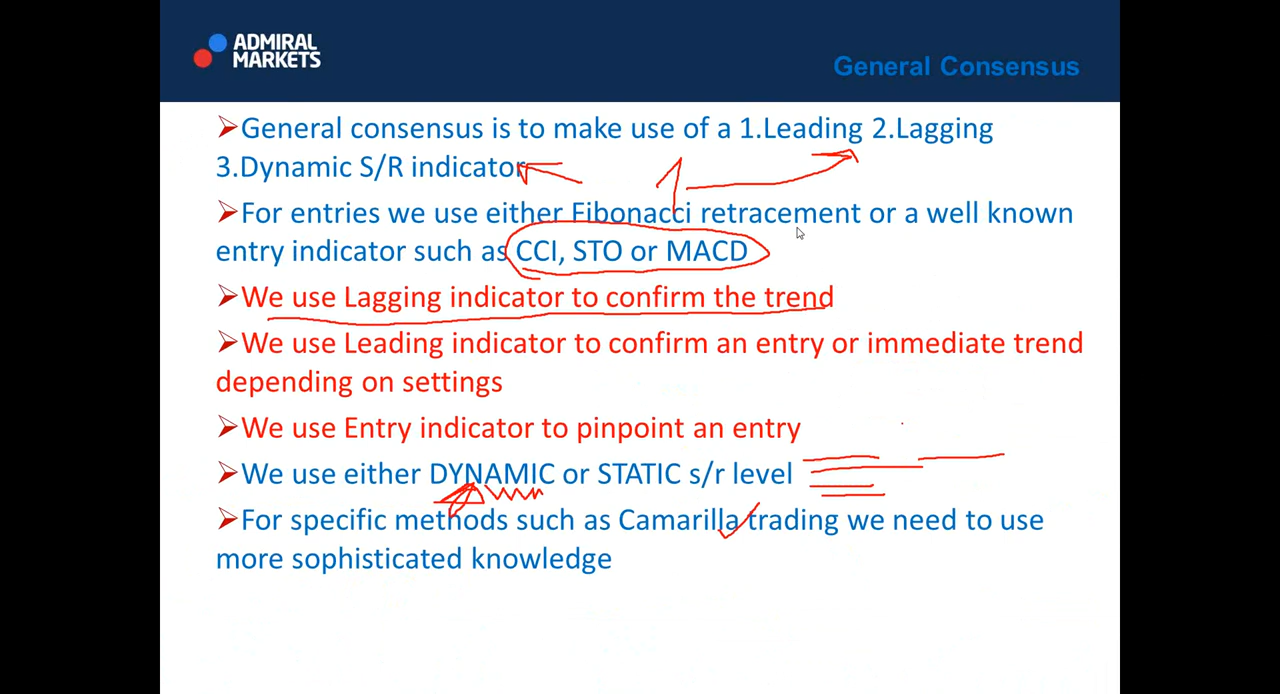 ADMIRAL
MARKETS
General Consensus
➢General consensus is to make use of a 1.Leading 2.Lagging
3.Dynamic S/R indicator
➢For entries we use either Fibonacci retracement or a well known
entry indicator such as CCI, STO or MACD
➢We use Lagging indicator to confirm the trend
➢We use Leading indicator to confirm an entry or immediate trend
depending on settings
➢We use Entry indicator to pinpoint an entry
➢We use either DYNAMIC or STATIC s/r level
➢For specific methods such as Camarilla trading we need to use
more sophisticated knowledge